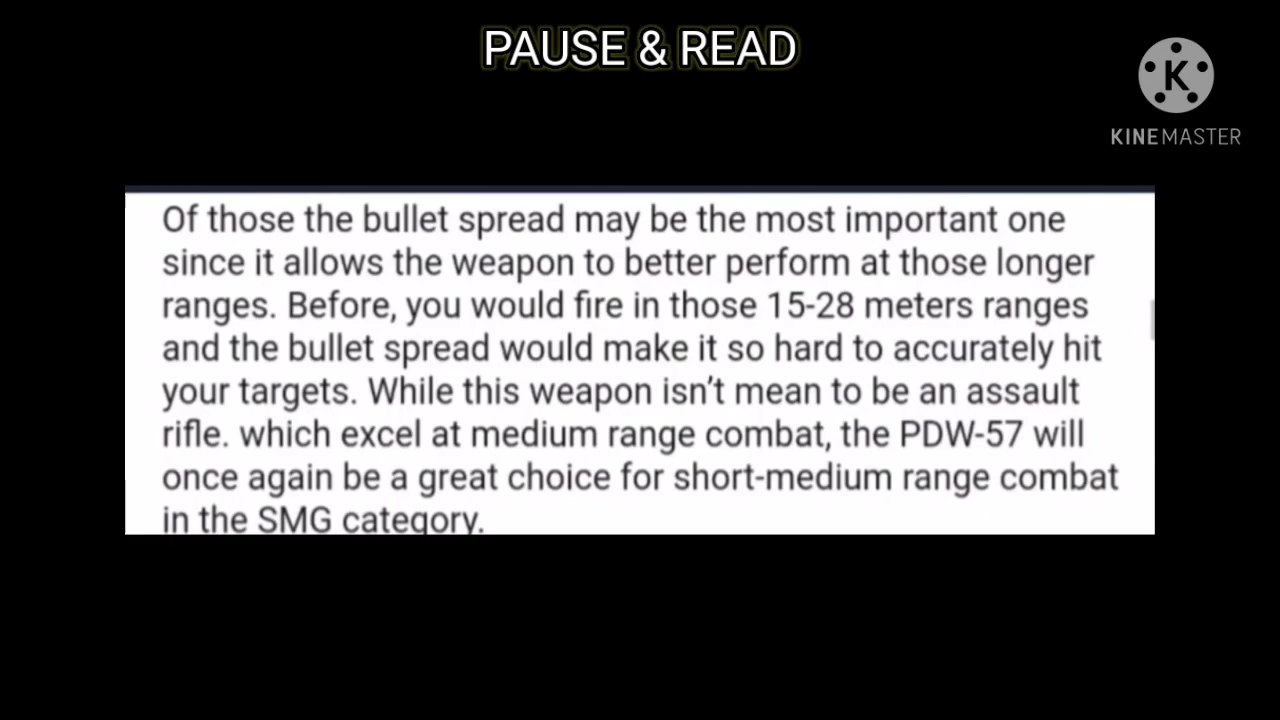 PAUSE & READ
K
KINEMASTER
Of those the bullet spread may be the most important one
since it allows the weapon to better perform at those longer
ranges. Before, you would fire in those 15-28 meters ranges
and the bullet spread would make it so hard to accurately hit
your targets. While this weapon isn’t mean to be an assault
rifle. which excel at medium range combat, the PDW-57 will
once again be a great choice for short-medium range combat
in the SMG category.